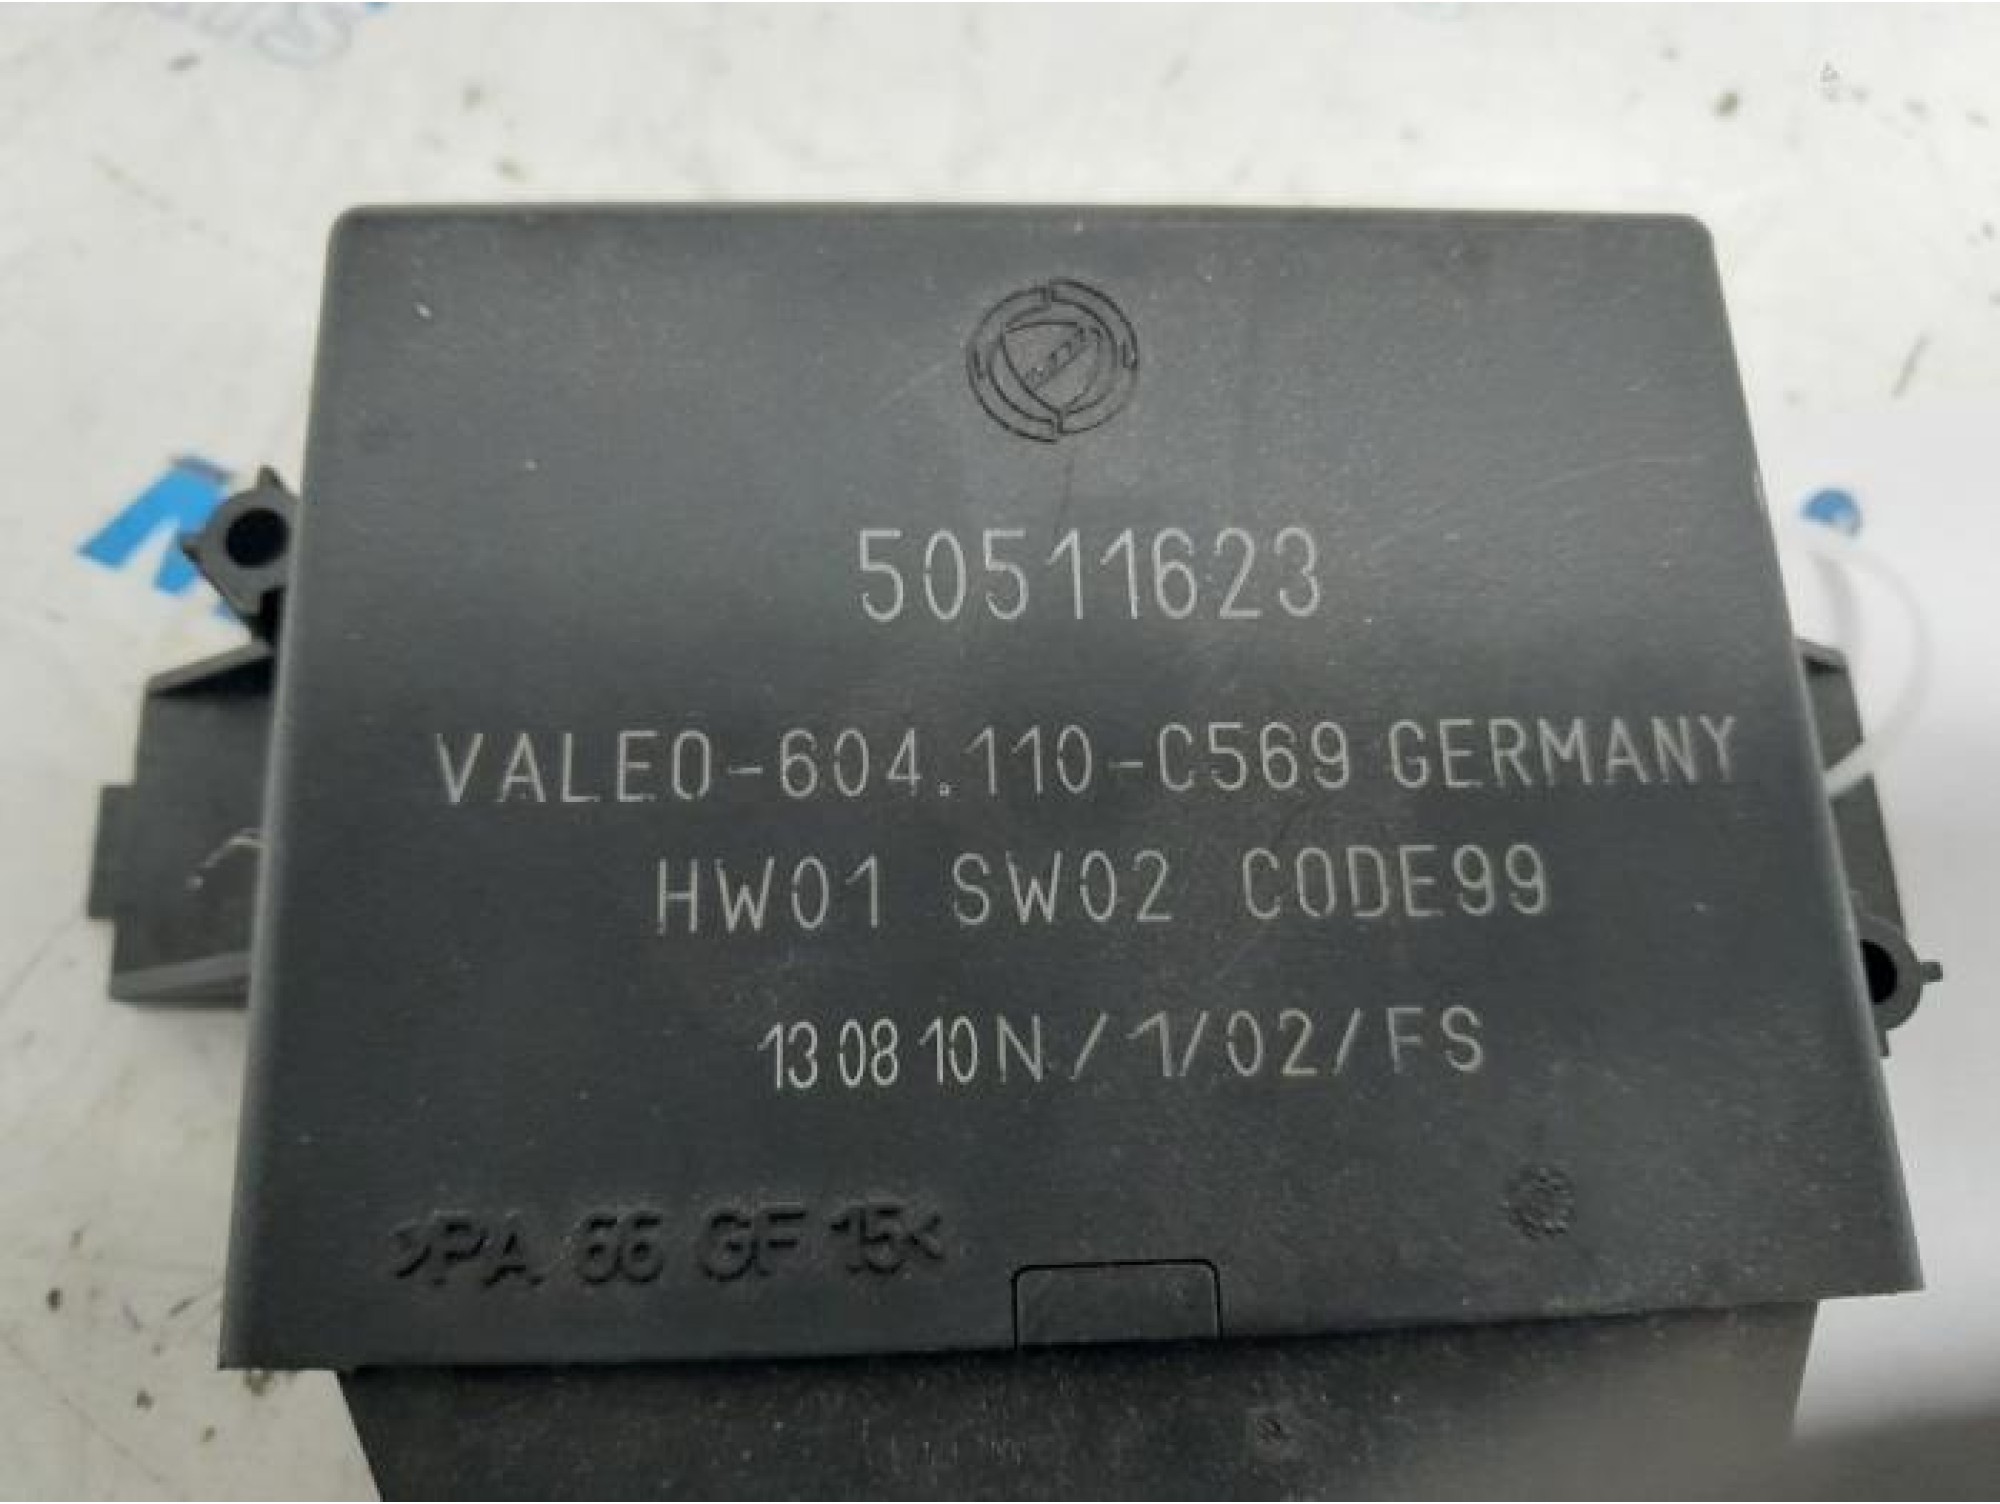 50511623
VALEO-604.110-C569 GERMANY
HW01 SW02 CODE99
13 08 10 N/1/02/FS
>PA 66 GF 15<